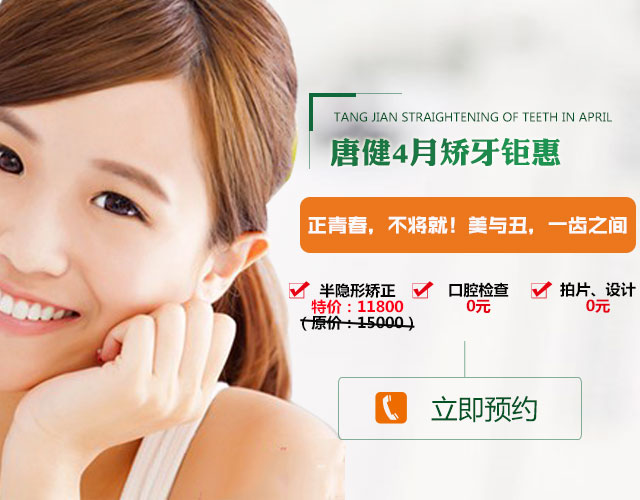 TANG JIAN STRAIGHTENING OF TEETH IN APRIL
唐健4月矫牙钜惠
正青春，不将就！美与丑，一齿之间
半隐形矫正
特价：11800
（原价：15000）
口腔检查
0元
拍片、设计
0元
立即预约